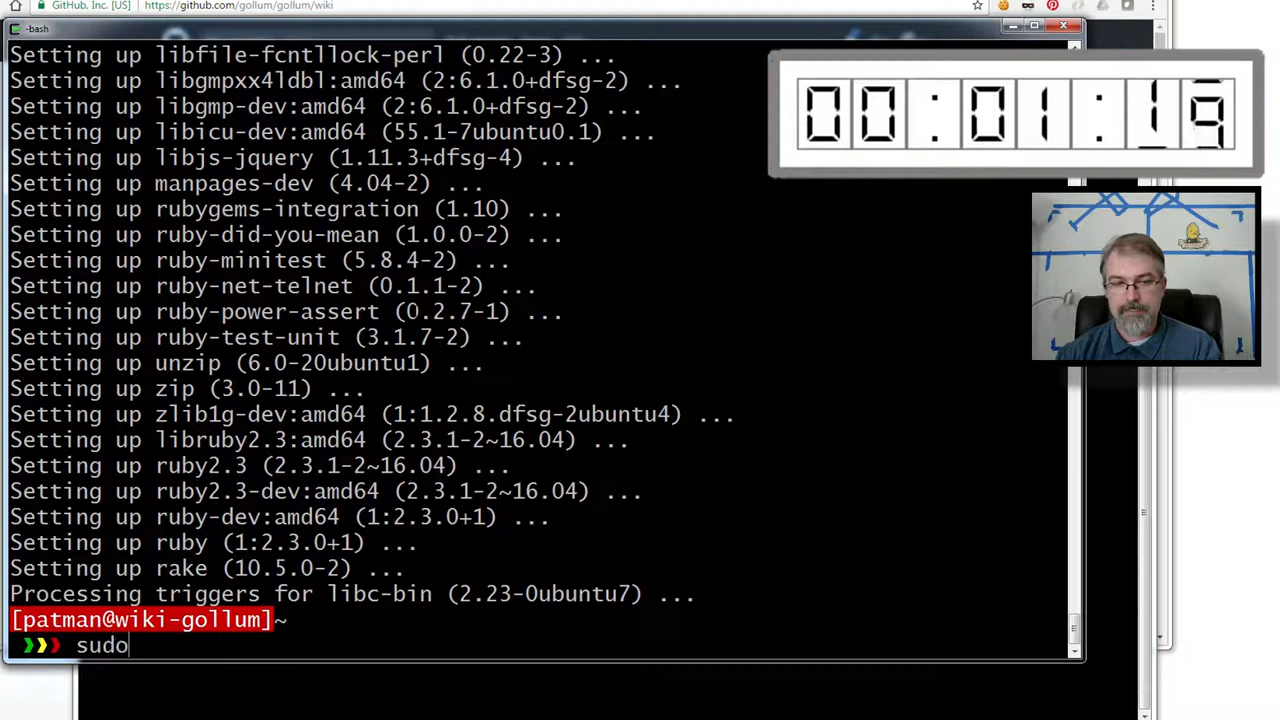 GitHub, Inc. [US]
https://github.com/gollum/gollum/wiki
-bash
Setting up libfile-fcntllock-perl (0.22-3) ...
Setting up libgmpxx4ldbl:amd64 (2:6.1.0+dfsg-2) ...
Setting up libgmp-dev:amd64 (2:6.1.0+dfsg-2) ...
Setting up libicu-dev (55.1-7ubuntu0.1) ...
Setting up libjs-jquery (1.11.3+dfsg-4) ...
Setting up manpages-dev (4.04-2) ...
Setting up rubygems-integration (1.10) ...
Setting up ruby-did-you-mean (1.0.0-2) ...
Setting up ruby-minitest (5.8.4-2) ...
Setting up ruby-net-telnet (0.1.1-2) ...
Setting up ruby-power-assert (0.2.7-1) ...
Setting up ruby-test-unit (3.1.7-2) ...
Setting up unzip (6.0-20ubuntu1) ...
Setting up zip (3.0-11) ...
Setting up zlib1g-dev:amd64 (1:1.2.8.dfsg-2ubuntu4) ...
Setting up libruby2.3:amd64 (2.3.1-2~16.04) ...
Setting up ruby2.3 (2.3.1-2~16.04) ...
Setting up ruby2.3-dev:amd64 (2.3.1-2~16.04) ...
Setting up ruby-dev:amd64 (1:2.3.0+1) ...
Setting up ruby (1:2.3.0+1) ...
Setting up rake (10.5.0-2) ...
Processing triggers for libc-bin (2.23-0ubuntu7) ...
[patman@wiki-gollum]~
❯❯❯ sudo
00:01:19